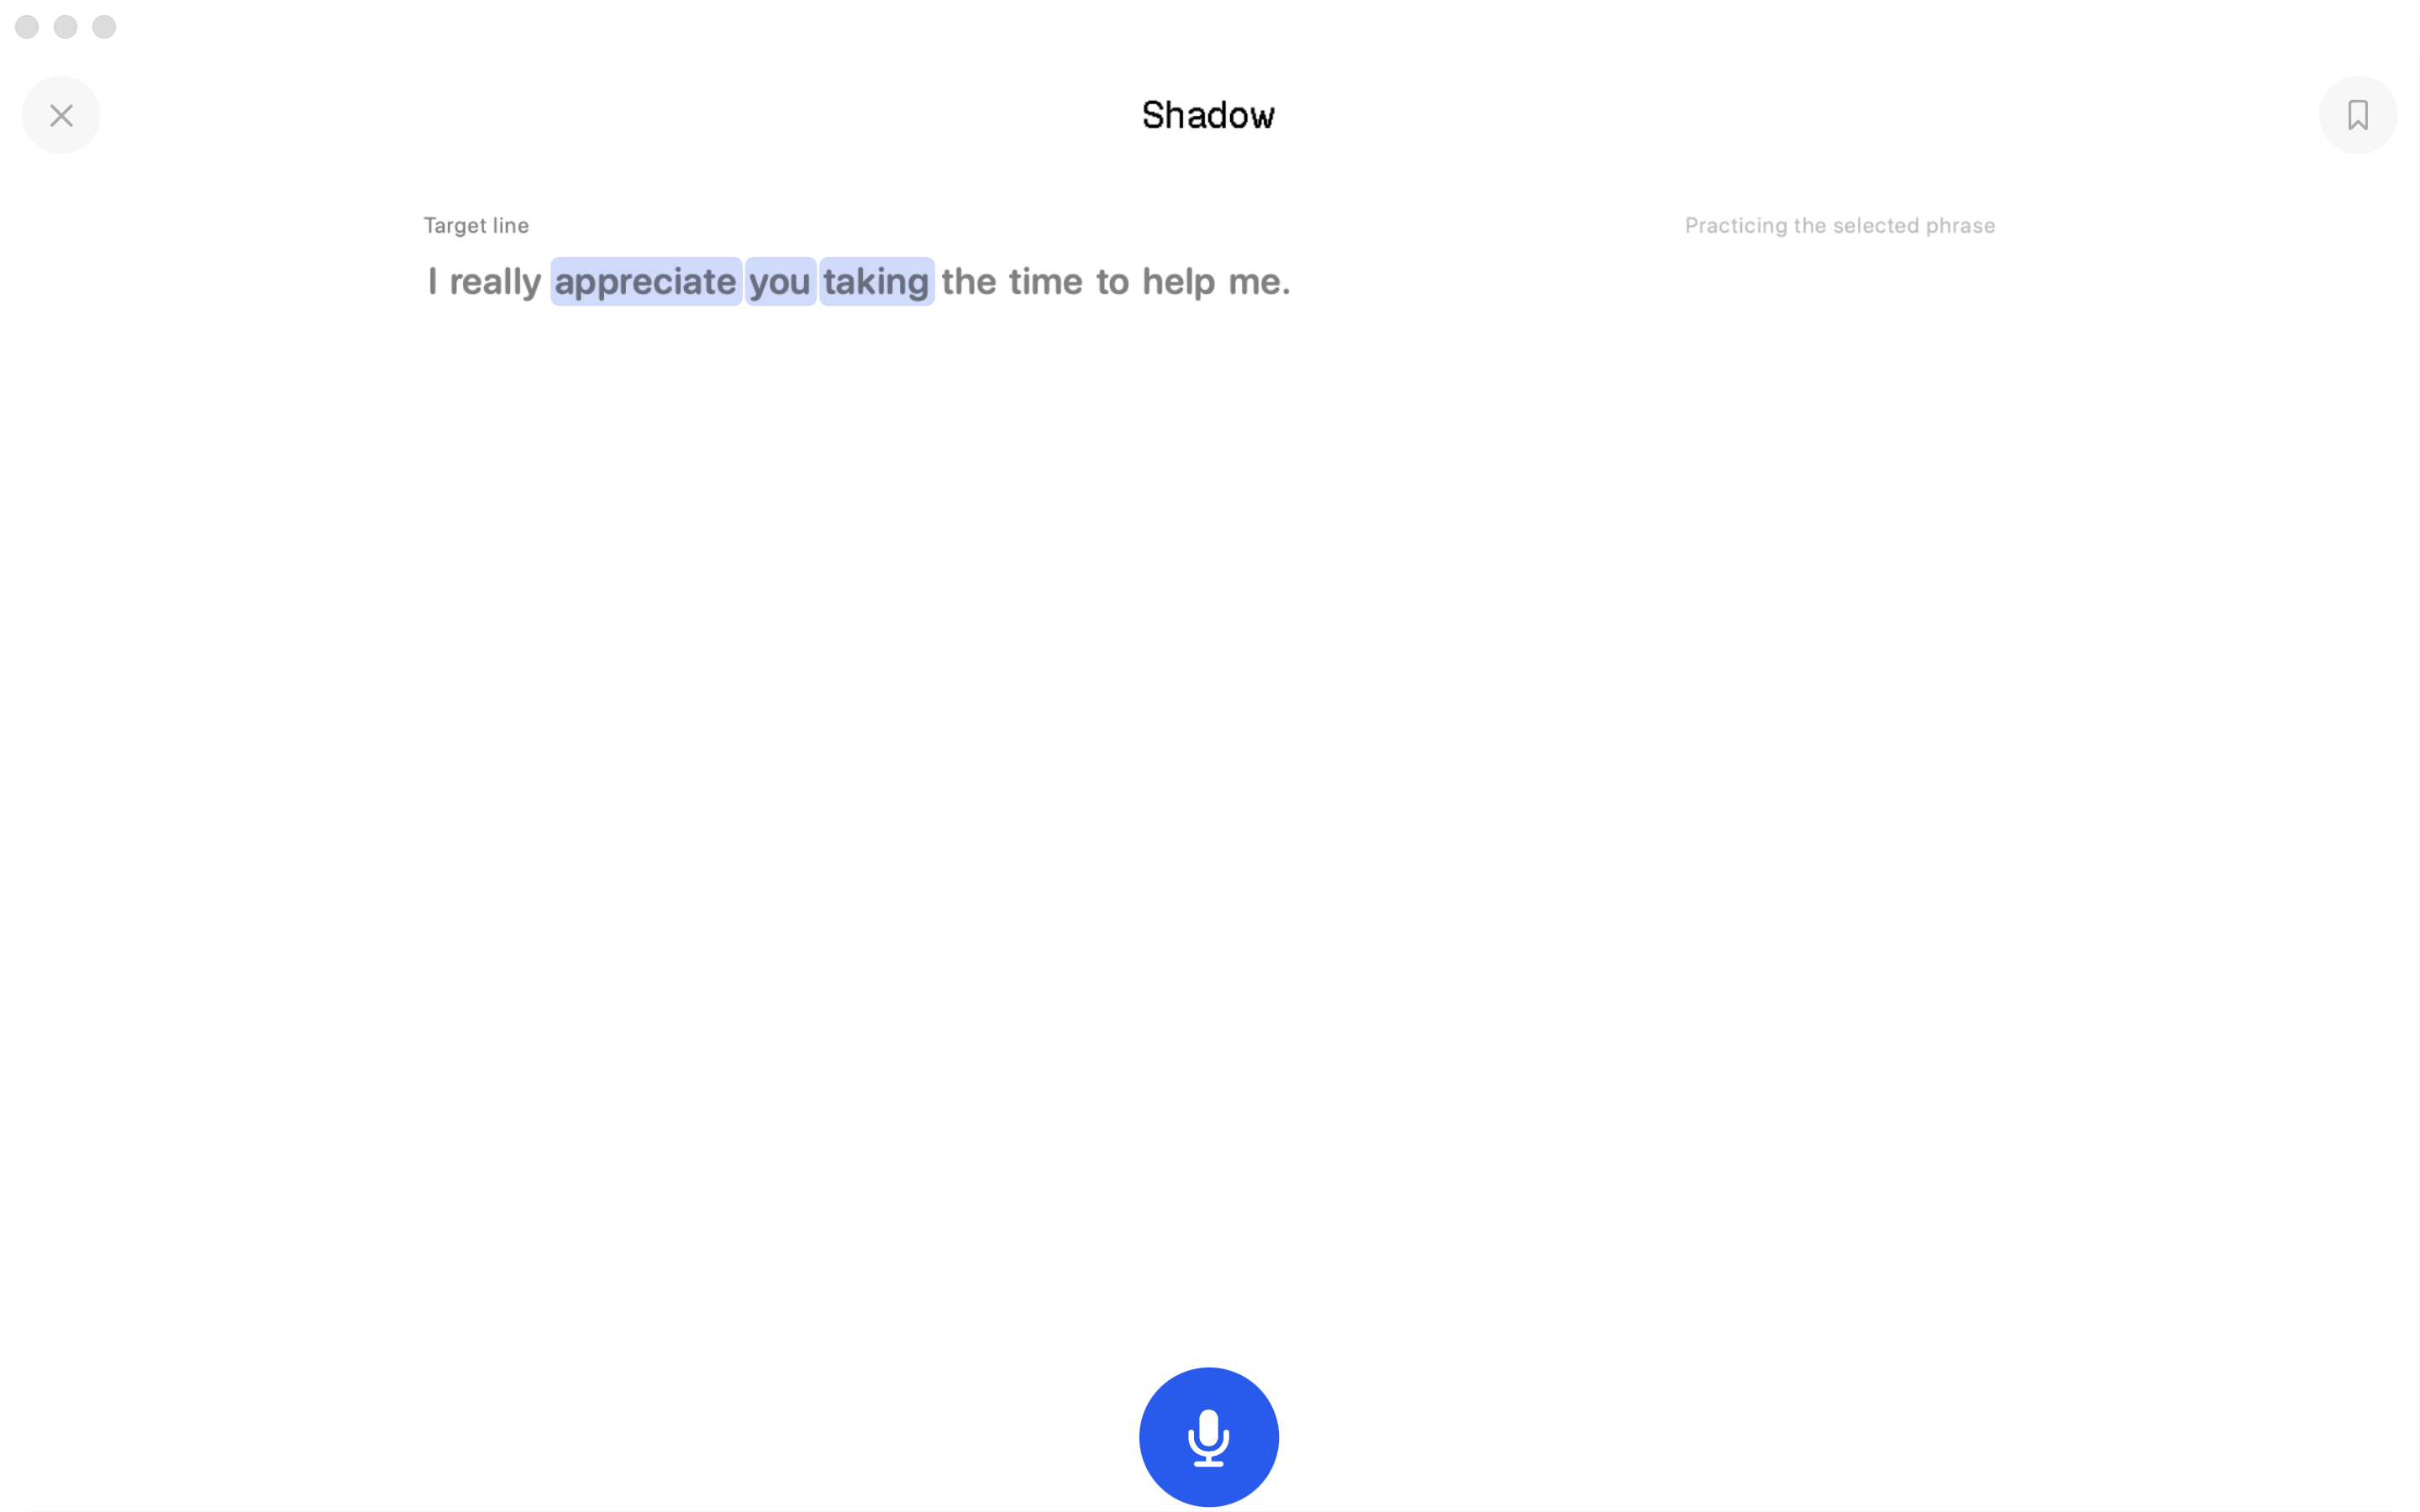 Shadow
Target line
Practicing the selected phrase
I really appreciate you taking the time to help me.